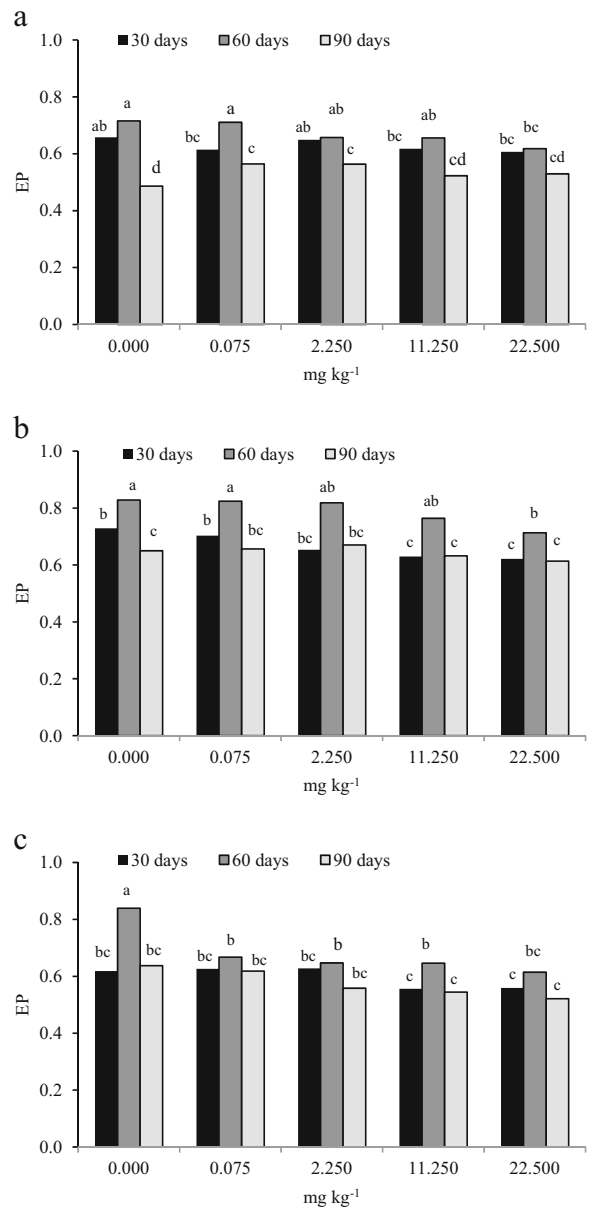 a
30 days 60 days 90 days
1.0
0.8
0.6
0.4
0.2
0.0
EP
ab a d
bc a c
ab ab c
bc ab cd
bc bc cd
0.000 0.075 2.250 11.250 22.500
mg kg-1
b
30 days 60 days 90 days
1.0
0.8
0.6
0.4
0.2
0.0
EP
b a c
b a bc
bc ab bc
c ab c
c b c
0.000 0.075 2.250 11.250 22.500
mg kg-1
c
30 days 60 days 90 days
1.0
0.8
0.6
0.4
0.2
0.0
EP
bc a bc
bc b bc
bc b bc
c b c
c bc c
0.000 0.075 2.250 11.250 22.500
mg kg-1